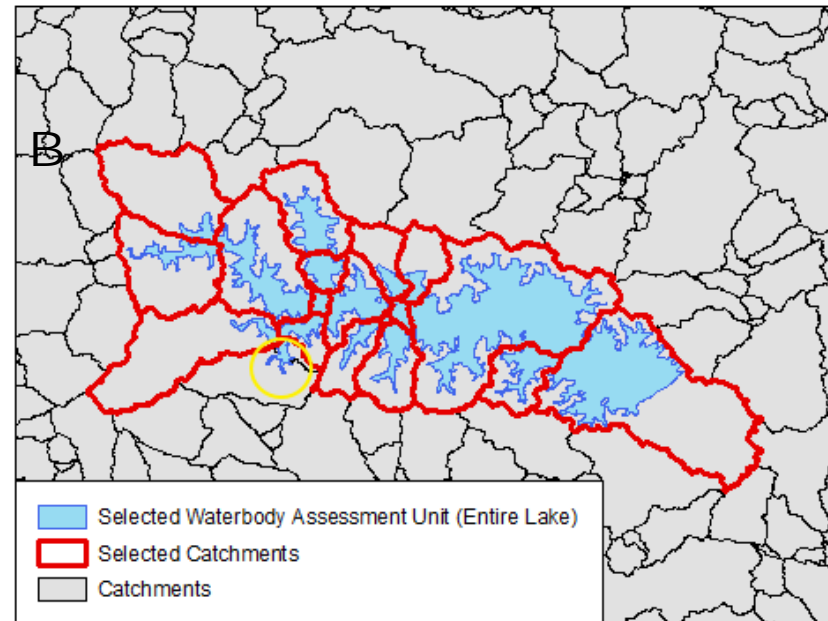 B
Selected Waterbody Assessment Unit (Entire Lake)
Selected Catchments
Catchments